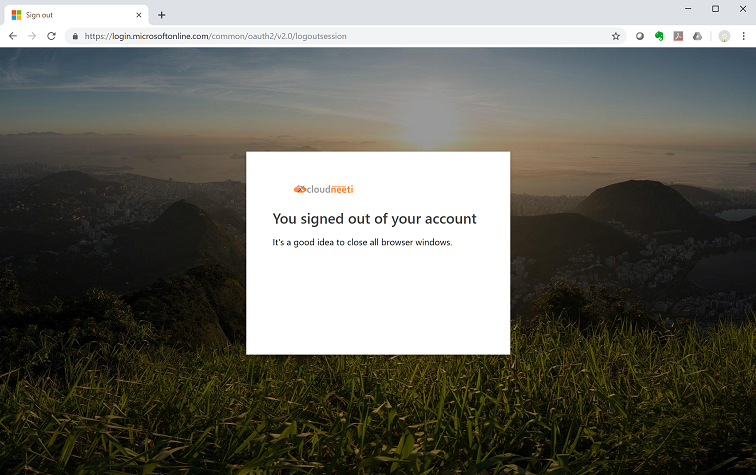 Sign out
https://login.microsoftonline.com/common/oauth2/v2.0/logoutsession
cloudneeti
You signed out of your account
It's a good idea to close all browser windows.